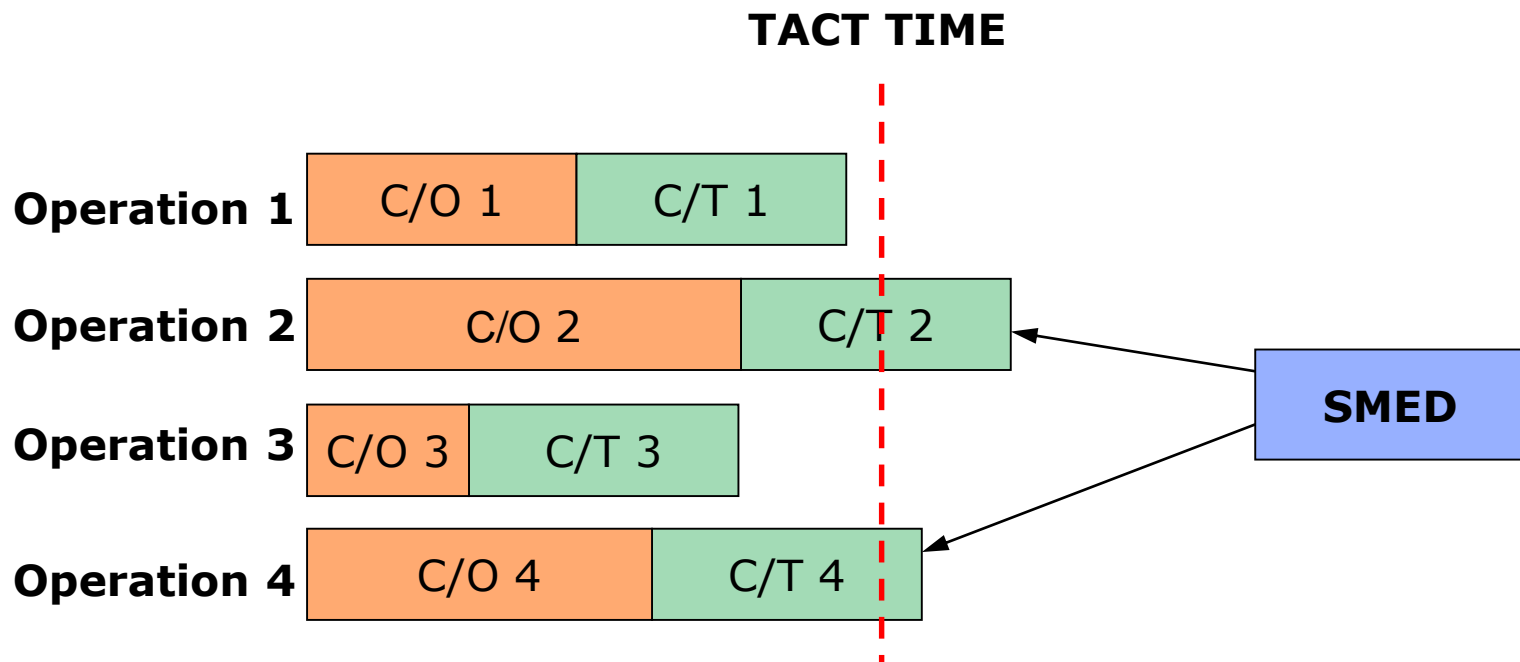 TACT TIME
Operation 1 C/O 1 C/T 1
Operation 2 C/O 2 C/T 2
SMED
Operation 3 C/O 3 C/T 3
Operation 4 C/O 4 C/T 4